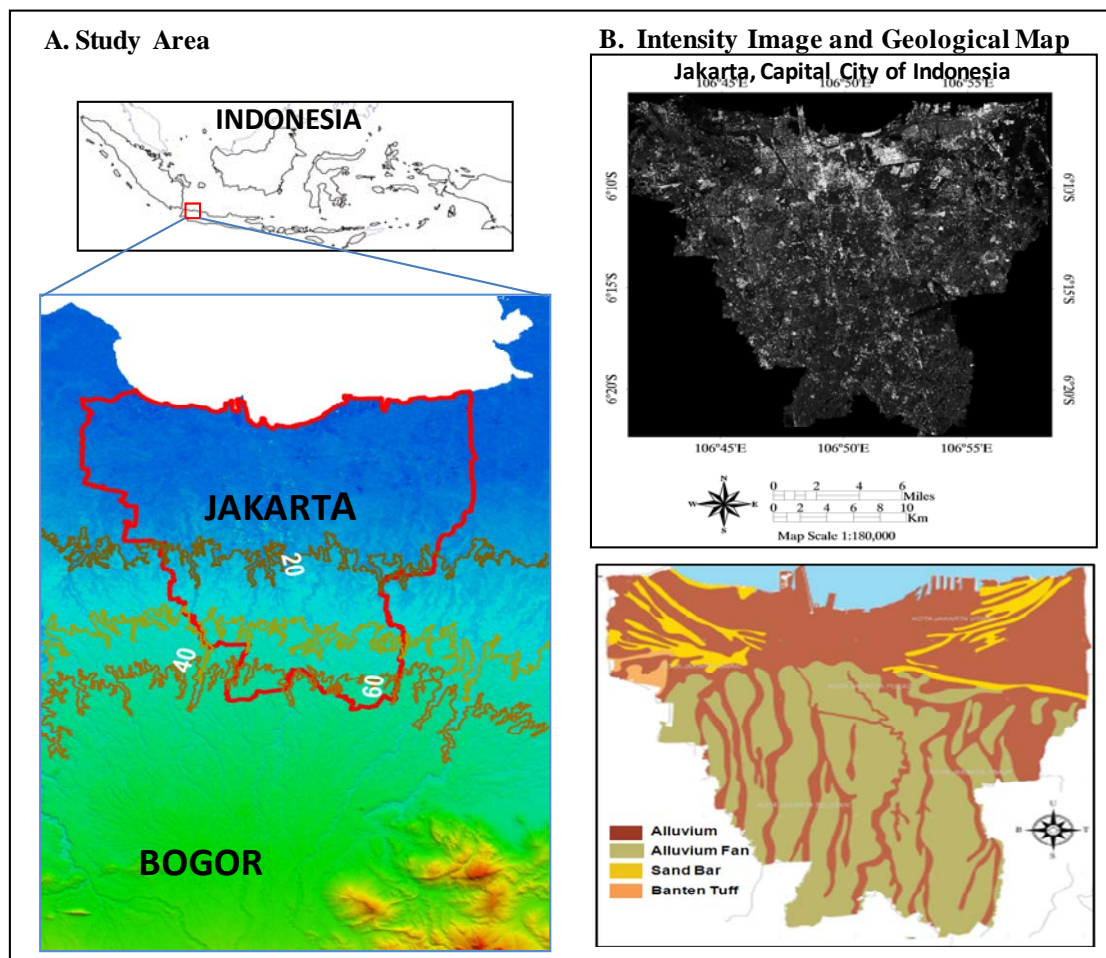 A. Study Area
INDONESIA
JAKARTA
20
40
60
BOGOR
B. Intensity Image and Geological Map
Jakarta, Capital City of Indonesia
106°45'E 106°50'E 106°55'E
6°10'S 6°10'S
6°15'S 6°15'S
6°20'S 6°20'S
106°45'E 106°50'E 106°55'E
N
W E
S
0 2 4 6
Miles
0 2 4 6 8 10
Km
Map Scale 1:180,000
Alluvium
Alluvium Fan
Sand Bar
Banten Tuff
U
B T
S